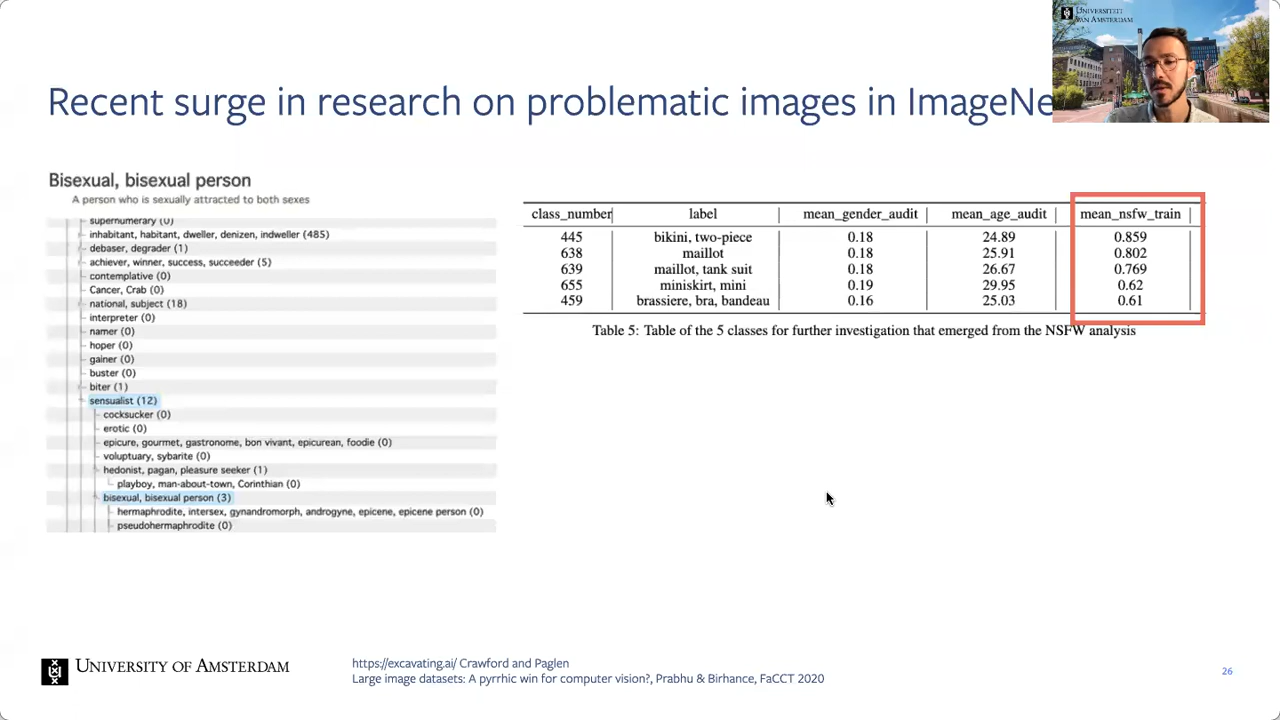 UNIVERSITEIT
VAN AMSTERDAM
Recent surge in research on problematic images in ImageNe
Bisexual, bisexual person
A person who is sexually attracted to both sexes
supernumerary (0)
inhabitant, habitant, dweller, denizen, indweller (485)
debaser, degrader (1)
achiever, winner, success, succeeder (5)
contemplative (0)
Cancer, Crab (0)
national, subject (18)
interpreter (0)
namer (0)
hoper (0)
gainer (0)
buster (0)
biter (1)
sensualist (12)
cocksucker (0)
erotic (0)
epicure, gourmet, gastronome, bon vivant, epicurean, foodie (0)
voluptuary, sybarite (0)
hedonist, pagan, pleasure seeker (1)
playboy, man-about-town, Corinthian (0)
bisexual, bisexual person (3)
hermaphrodite, intersex, gynandromorph, androgyne, epicene, epicene person (0)
pseudohermaphrodite (0)
class_number label mean_gender_audit mean_age_audit mean_nsfw_train
445 bikini, two-piece 0.18 24.89 0.859
638 maillot 0.18 25.91 0.802
639 maillot, tank suit 0.18 26.67 0.769
655 miniskirt, mini 0.19 29.95 0.62
459 brassiere, bra, bandeau 0.16 25.03 0.61
Table 5: Table of the 5 classes for further investigation that emerged from the NSFW analysis
UNIVERSITY OF AMSTERDAM
https://excavating.ai/ Crawford and Paglen
Large image datasets: A pyrrhic win for computer vision?, Prabhu & Birhance, FaCCT 2020
26